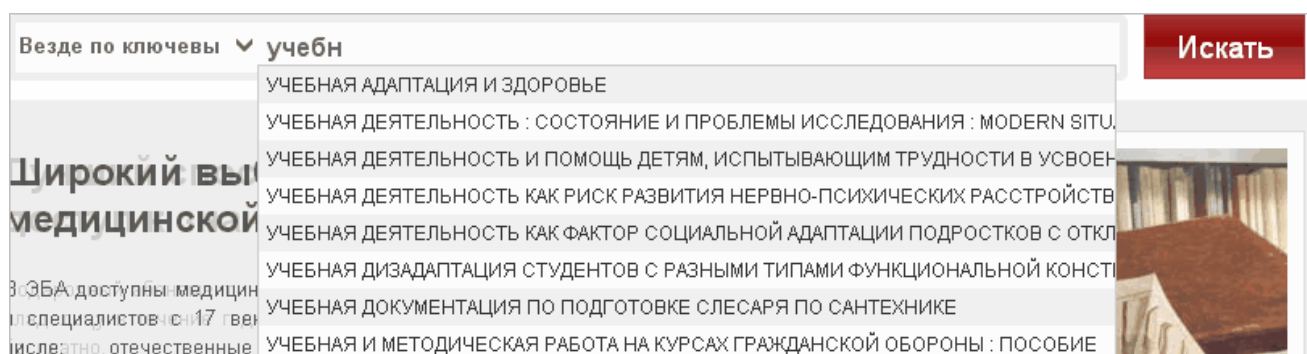 Везде по ключевы учебн Искать
УЧЕБНАЯ АДАПТАЦИЯ И ЗДОРОВЬЕ
УЧЕБНАЯ ДЕЯТЕЛЬНОСТЬ : СОСТОЯНИЕ И ПРОБЛЕМЫ ИССЛЕДОВАНИЯ : MODERN SITU
УЧЕБНАЯ ДЕЯТЕЛЬНОСТЬ И ПОМОЩЬ ДЕТЯМ, ИСПЫТЫВАЮЩИМ ТРУДНОСТИ В УСВОЕН
УЧЕБНАЯ ДЕЯТЕЛЬНОСТЬ КАК РИСК РАЗВИТИЯ НЕРВНО-ПСИХИЧЕСКИХ РАССТРОЙСТВ
УЧЕБНАЯ ДЕЯТЕЛЬНОСТЬ КАК ФАКТОР СОЦИАЛЬНОЙ АДАПТАЦИИ ПОДРОСТКОВ С ОТКЛ
УЧЕБНАЯ ДИЗАДАПТАЦИЯ СТУДЕНТОВ С РАЗНЫМИ ТИПАМИ ФУНКЦИОНАЛЬНОЙ КОНСТИ
УЧЕБНАЯ ДОКУМЕНТАЦИЯ ПО ПОДГОТОВКЕ СЛЕСАРЯ ПО САНТЕХНИКЕ
УЧЕБНАЯ И МЕТОДИЧЕСКАЯ РАБОТА НА КУРСАХ ГРАЖДАНСКОЙ ОБОРОНЫ : ПОСОБИЕ
Широкий выб
медицинской
В ЭБА доступны медицин
специалистов с 17 век
числе отечественные